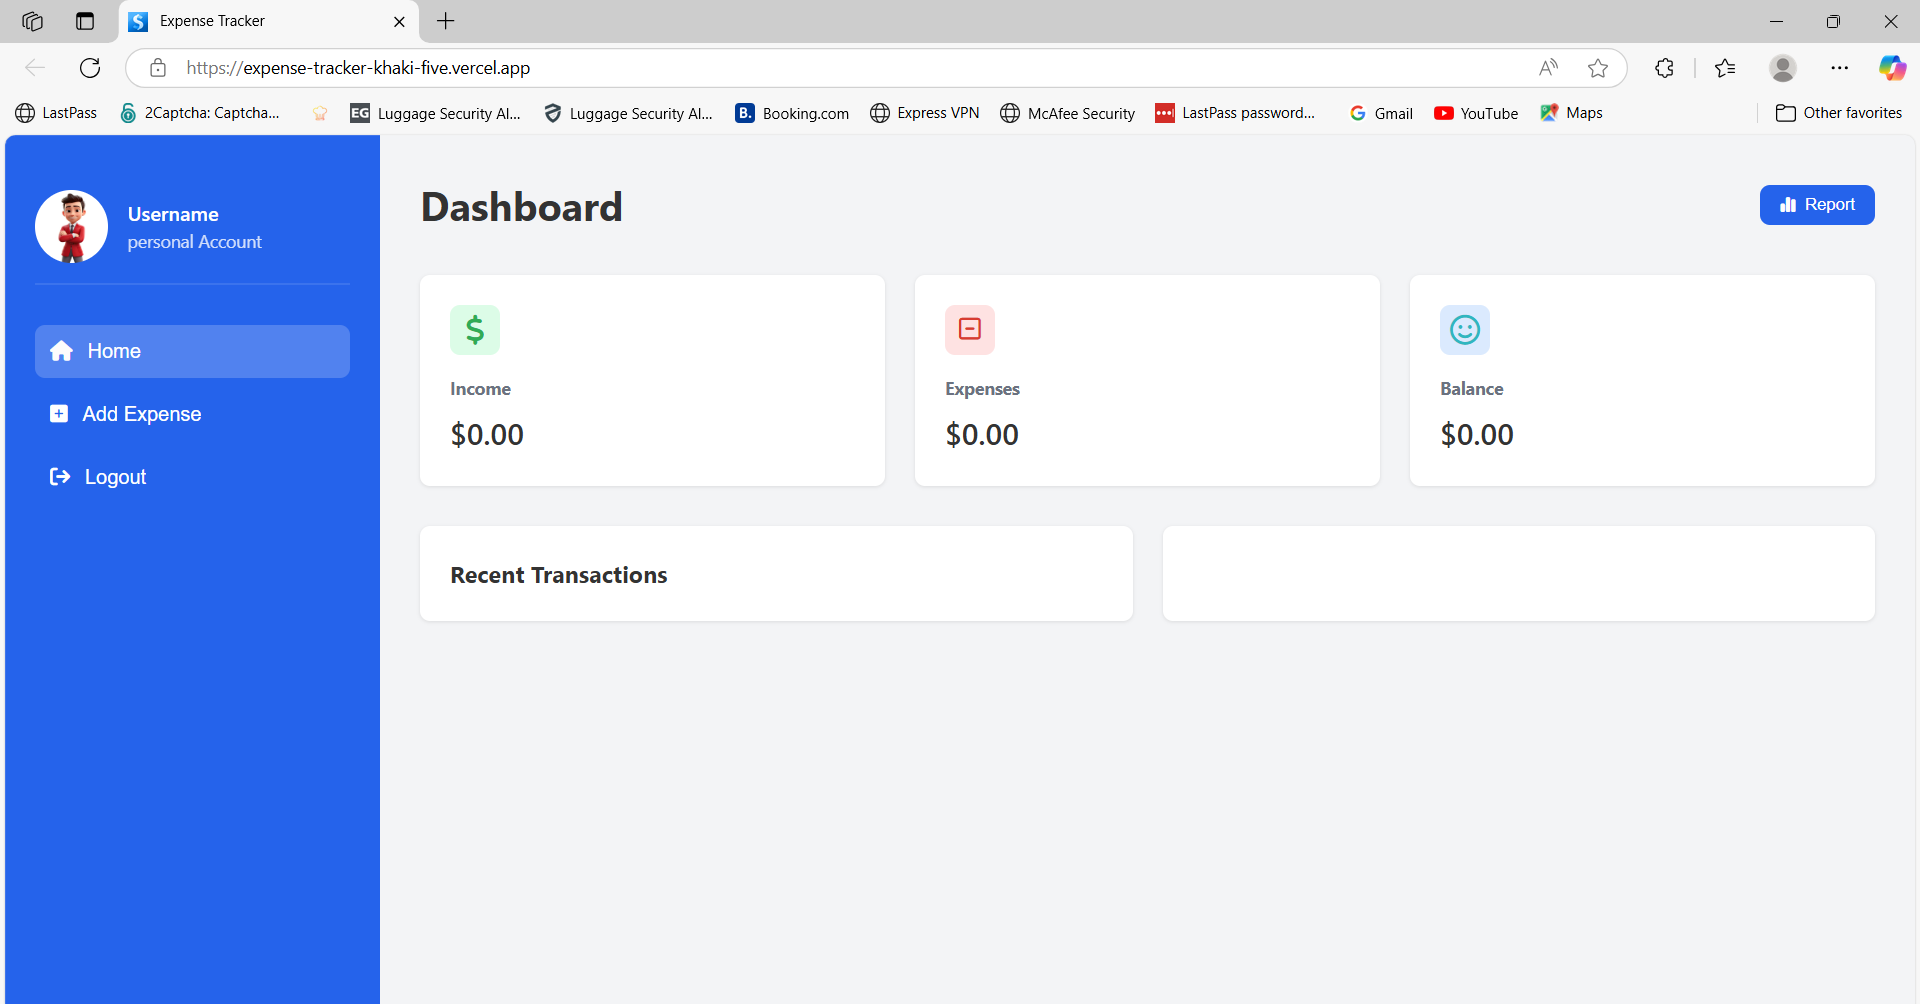 Expense Tracker
https://expense-tracker-khaki-five.vercel.app
LastPass
2Captcha: Captcha...
EG Luggage Security Al...
Luggage Security Al...
B. Booking.com
Express VPN
McAfee Security
LastPass password...
Gmail
YouTube
Maps
Other favorites
Username
personal Account
Home
Add Expense
Logout
Dashboard
Report
Income
$0.00
Expenses
$0.00
Balance
$0.00
Recent Transactions